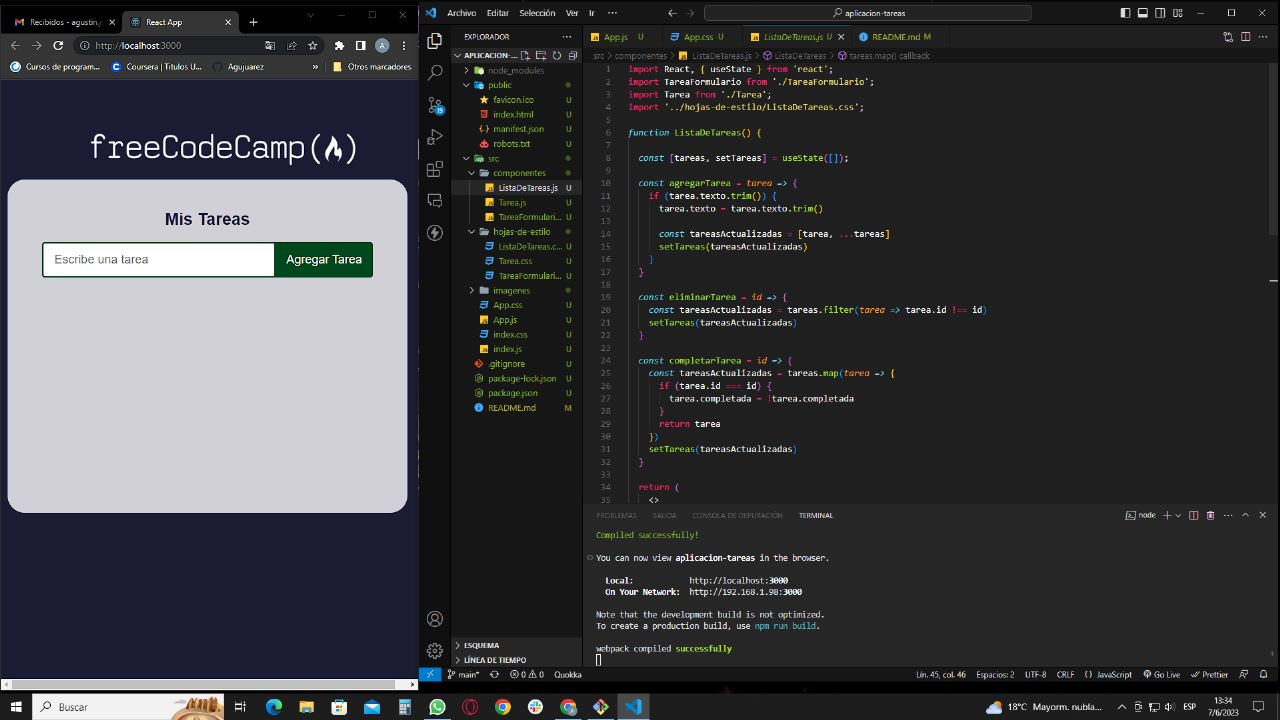 Recibidos - agustin
React App
http://localhost:3000
A
Cursos de program...
Coursera | Titulos U...
Agujuarez
»
Otros marcadores
freeCodeCamp(
)
Mis Tareas
Escribe una tarea
Agregar Tarea
Archivo
Editar
Selección
Ver
Ir
···
aplicacion-tareas
EXPLORADOR
APLICACION-...
node_modules
public
favicon.ico U
index.html U
manifest.json U
robots.txt U
src
componentes
ListaDeTareas.js U
Tarea.js U
TareaFormulari... U
hojas-de-estilo
ListaDeTareas.c... U
Tarea.css U
TareaFormulari... U
imagenes
App.css U
App.js U
index.css U
index.js U
.gitignore U
package-lock.json U
package.json U
README.md M
19
ESQUEMA
LÍNEA DE TIEMPO
App.js U
App.css U
ListaDeTareas.js U
README.md M
src > componentes > ListaDeTareas.js > ListaDeTareas > tareas.map() callback
1 import React, { useState } from 'react';
2 import TareaFormulario from './TareaFormulario';
3 import Tarea from './Tarea';
4 import '../hojas-de-estilo/ListaDeTareas.css';
5
6 function ListaDeTareas() {
7
8 const [tareas, setTareas] = useState([]);
9
10 const agregarTarea = tarea => {
11 if (tarea.texto.trim()) {
12 tarea.texto = tarea.texto.trim()
13
14 const tareasActualizadas = [tarea, ...tareas]
15 setTareas(tareasActualizadas)
16 }
17 }
18
19 const eliminarTarea = id => {
20 const tareasActualizadas = tareas.filter(tarea => tarea.id !== id)
21 setTareas(tareasActualizadas)
22 }
23
24 const completarTarea = id => {
25 const tareasActualizadas = tareas.map(tarea => {
26 if (tarea.id === id) {
27 tarea.completada = !tarea.completada
28 }
29 return tarea
30 })
31 setTareas(tareasActualizadas)
32 }
33
34 return (
35 <>
PROBLEMAS
SALIDA
CONSOLA DE DEPURACIÓN
TERMINAL
node
Compiled successfully!
You can now view aplicacion-tareas in the browser.
Local: http://localhost:3000
On Your Network: http://192.168.1.98:3000
Note that the development build is not optimized.
To create a production build, use npm run build.
webpack compiled successfully
main*
0
0
Quokka
Lín. 45, col. 46
Espacios: 2
UTF-8
CRLF
{} JavaScript
Go Live
Prettier
Buscar
18°C Mayorm. nubla...
ESP
13:34
7/6/2023